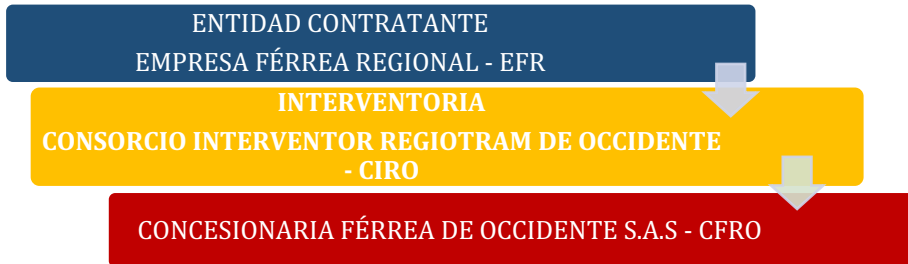 ENTIDAD CONTRATANTE
EMPRESA FÉRREA REGIONAL - EFR
INTERVENTORIA
CONSORCIO INTERVENTOR REGIOTRAM DE OCCIDENTE
- CIRO
CONCESIONARIA FÉRREA DE OCCIDENTE S.A.S - CFRO